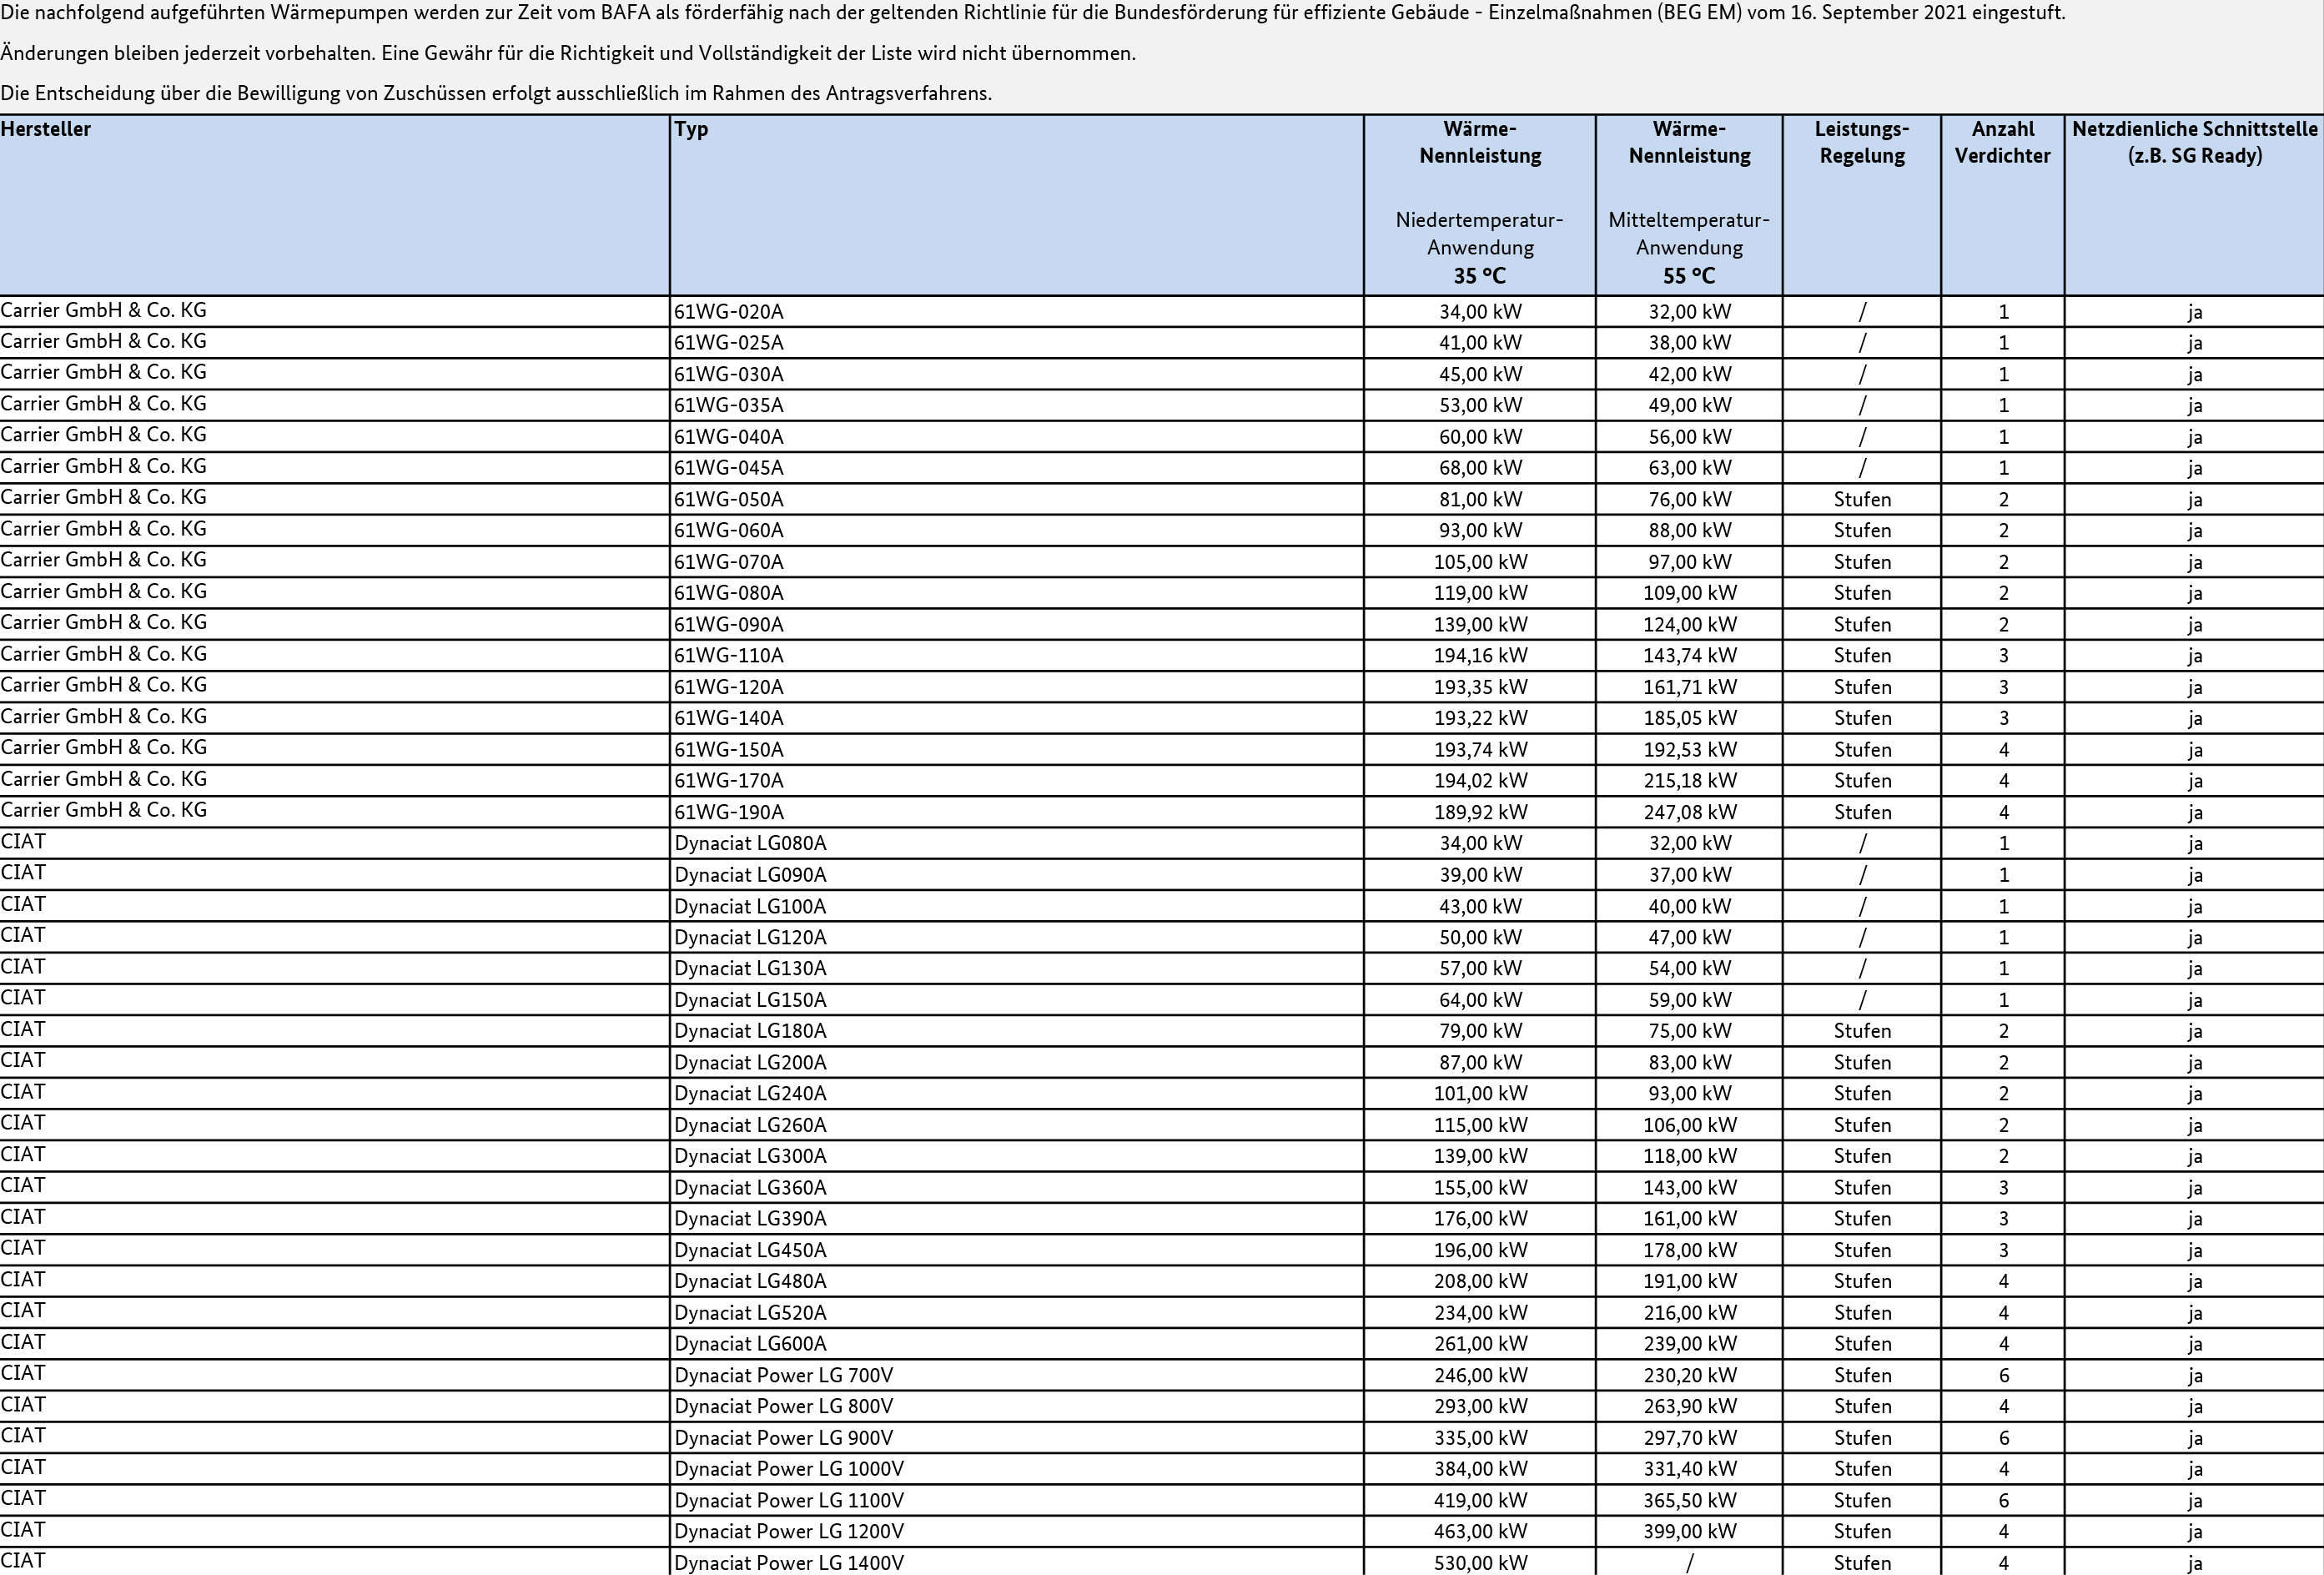 Die nachfolgend aufgeführten Wärmepumpen werden zur Zeit vom BAFA als förderfähig nach der geltenden Richtlinie für die Bundesförderung für effiziente Gebäude - Einzelmaßnahmen (BEG EM) vom 16. September 2021 eingestuft.
Änderungen bleiben jederzeit vorbehalten. Eine Gewähr für die Richtigkeit und Vollständigkeit der Liste wird nicht übernommen.
Die Entscheidung über die Bewilligung von Zuschüssen erfolgt ausschließlich im Rahmen des Antragsverfahrens.
Hersteller Typ Wärme- Wärme- Leistungs- Anzahl Netzdienliche Schnittstelle
Nennleistung Nennleistung Regelung Verdichter (z.B. SG Ready)
Niedertemperatur- Mitteltemperatur-
Anwendung Anwendung
35 °C 55 °C
Carrier GmbH & Co. KG 61WG-020A 34,00 kW 32,00 kW / 1 ja
Carrier GmbH & Co. KG 61WG-025A 41,00 kW 38,00 kW / 1 ja
Carrier GmbH & Co. KG 61WG-030A 45,00 kW 42,00 kW / 1 ja
Carrier GmbH & Co. KG 61WG-035A 53,00 kW 49,00 kW / 1 ja
Carrier GmbH & Co. KG 61WG-040A 60,00 kW 56,00 kW / 1 ja
Carrier GmbH & Co. KG 61WG-045A 68,00 kW 63,00 kW / 1 ja
Carrier GmbH & Co. KG 61WG-050A 81,00 kW 76,00 kW Stufen 2 ja
Carrier GmbH & Co. KG 61WG-060A 93,00 kW 88,00 kW Stufen 2 ja
Carrier GmbH & Co. KG 61WG-070A 105,00 kW 97,00 kW Stufen 2 ja
Carrier GmbH & Co. KG 61WG-080A 119,00 kW 109,00 kW Stufen 2 ja
Carrier GmbH & Co. KG 61WG-090A 139,00 kW 124,00 kW Stufen 2 ja
Carrier GmbH & Co. KG 61WG-110A 194,16 kW 143,74 kW Stufen 3 ja
Carrier GmbH & Co. KG 61WG-120A 193,35 kW 161,71 kW Stufen 3 ja
Carrier GmbH & Co. KG 61WG-140A 193,22 kW 185,05 kW Stufen 3 ja
Carrier GmbH & Co. KG 61WG-150A 193,74 kW 192,53 kW Stufen 4 ja
Carrier GmbH & Co. KG 61WG-170A 194,02 kW 215,18 kW Stufen 4 ja
Carrier GmbH & Co. KG 61WG-190A 189,92 kW 247,08 kW Stufen 4 ja
CIAT Dynaciat LG080A 34,00 kW 32,00 kW / 1 ja
CIAT Dynaciat LG090A 39,00 kW 37,00 kW / 1 ja
CIAT Dynaciat LG100A 43,00 kW 40,00 kW / 1 ja
CIAT Dynaciat LG120A 50,00 kW 47,00 kW / 1 ja
CIAT Dynaciat LG130A 57,00 kW 54,00 kW / 1 ja
CIAT Dynaciat LG150A 64,00 kW 59,00 kW / 1 ja
CIAT Dynaciat LG180A 79,00 kW 75,00 kW Stufen 2 ja
CIAT Dynaciat LG200A 87,00 kW 83,00 kW Stufen 2 ja
CIAT Dynaciat LG240A 101,00 kW 93,00 kW Stufen 2 ja
CIAT Dynaciat LG260A 115,00 kW 106,00 kW Stufen 2 ja
CIAT Dynaciat LG300A 139,00 kW 118,00 kW Stufen 2 ja
CIAT Dynaciat LG360A 155,00 kW 143,00 kW Stufen 3 ja
CIAT Dynaciat LG390A 176,00 kW 161,00 kW Stufen 3 ja
CIAT Dynaciat LG450A 196,00 kW 178,00 kW Stufen 3 ja
CIAT Dynaciat LG480A 208,00 kW 191,00 kW Stufen 4 ja
CIAT Dynaciat LG520A 234,00 kW 216,00 kW Stufen 4 ja
CIAT Dynaciat LG600A 261,00 kW 239,00 kW Stufen 4 ja
CIAT Dynaciat Power LG 700V 246,00 kW 230,20 kW Stufen 6 ja
CIAT Dynaciat Power LG 800V 293,00 kW 263,90 kW Stufen 4 ja
CIAT Dynaciat Power LG 900V 335,00 kW 297,70 kW Stufen 6 ja
CIAT Dynaciat Power LG 1000V 384,00 kW 331,40 kW Stufen 4 ja
CIAT Dynaciat Power LG 1100V 419,00 kW 365,50 kW Stufen 6 ja
CIAT Dynaciat Power LG 1200V 463,00 kW 399,00 kW Stufen 4 ja
CIAT Dynaciat Power LG 1400V 530,00 kW / Stufen 4 ja